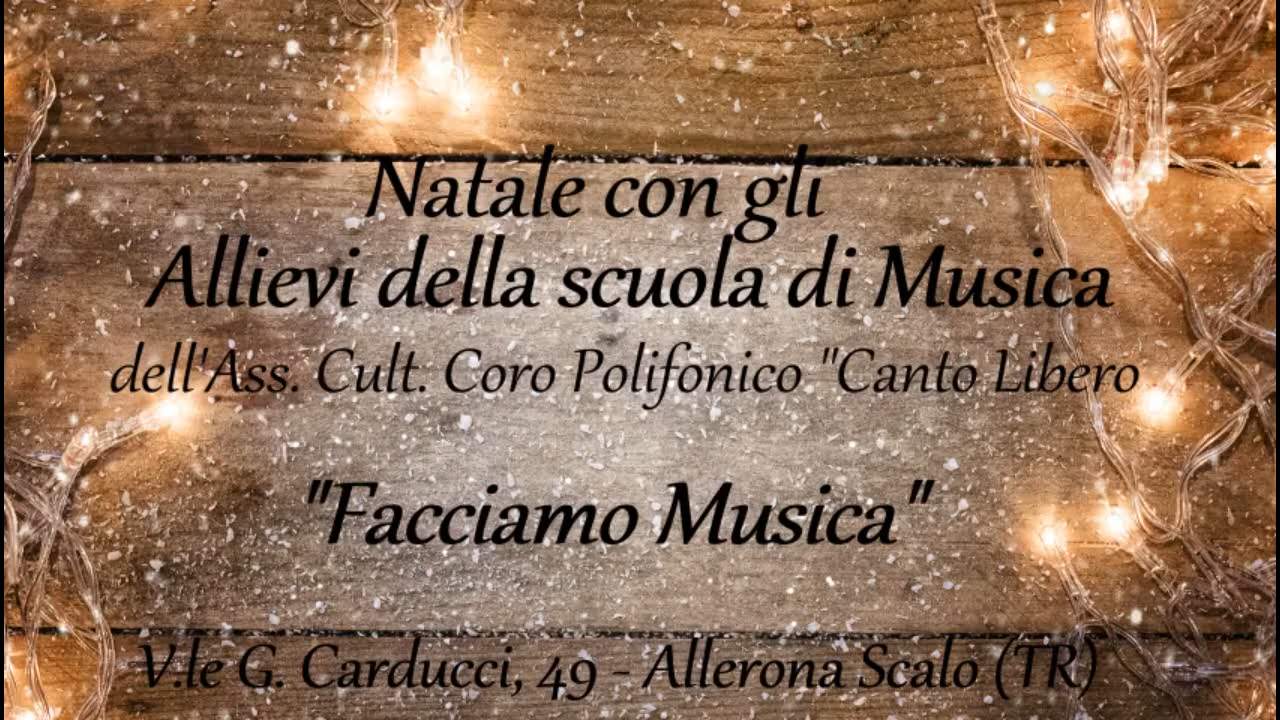 Natale con gli
Allievi della scuola di Musica
dell'Ass. Cult. Coro Polifonico "Canto Libero
"Facciamo Musica"
V.le G. Carducci, 49 - Allerona Scalo (TR)